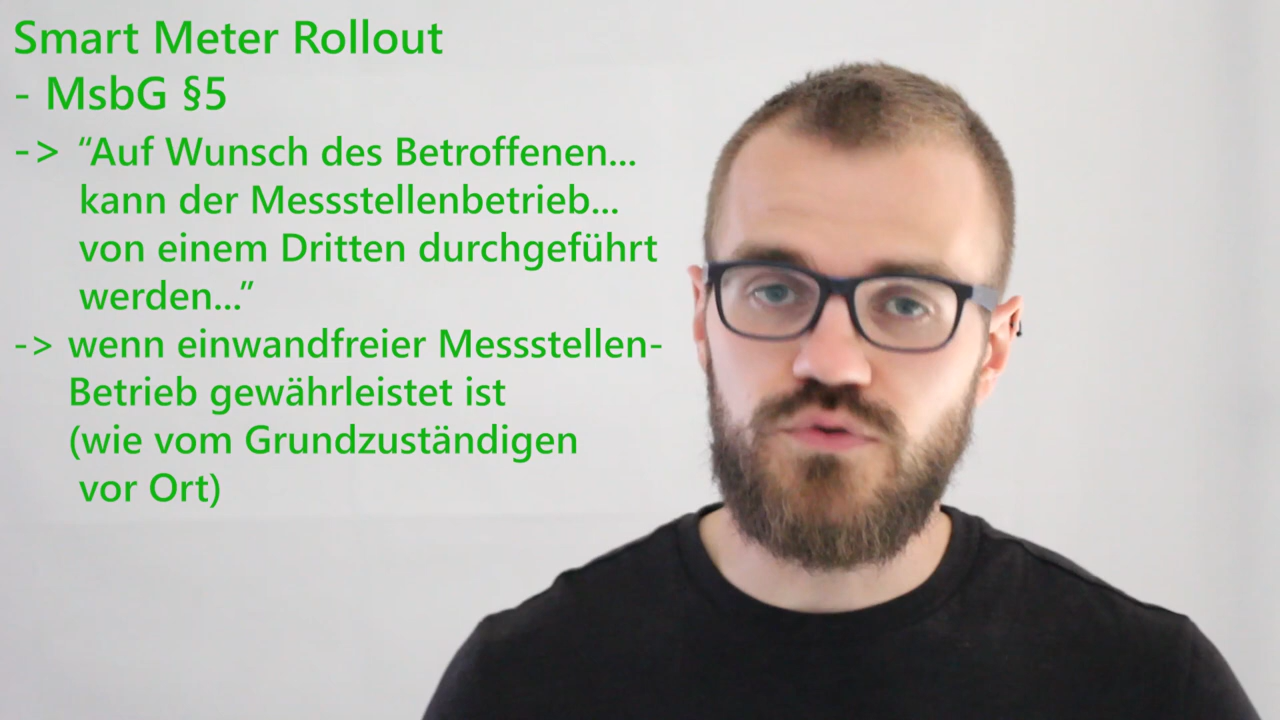 Smart Meter Rollout
- MsbG §5
-> “Auf Wunsch des Betroffenen...
kann der Messstellenbetrieb...
von einem Dritten durchgeführt
werden...”
-> wenn einwandfreier Messstellen-
Betrieb gewährleistet ist
(wie vom Grundzuständigen
vor Ort)